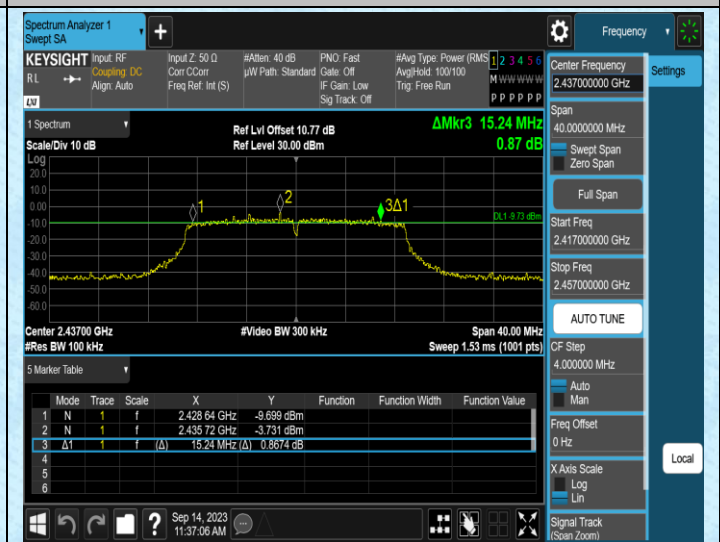 Spectrum Analyzer 1
Swept SA
+
Frequency
KEYSIGHT
Input: RF
Coupling: DC
Align: Auto
Input Z: 50 Ω
Corr CCorr
Freq Ref: Int (S)
#Atten: 40 dB
µW Path: Standard
PNO: Fast
Gate: Off
IF Gain: Low
Sig Track: Off
#Avg Type: Power (RMS
Avg|Hold: 100/100
Trig: Free Run
1 2 3 4 5 6
M W W W W W
P P P P P P
R L
LXI
1 Spectrum
Scale/Div 10 dB
Log
Ref Lvl Offset 10.77 dB
Ref Level 30.00 dBm
ΔMkr3 15.24 MHz
0.87 dB
20.0
10.0
0.00
-10.0
-20.0
-30.0
-40.0
-50.0
-60.0
1
2
3Δ1
DL1 -9.73 dBm
Center 2.43700 GHz
#Res BW 100 kHz
#Video BW 300 kHz
Span 40.00 MHz
Sweep 1.53 ms (1001 pts)
5 Marker Table
Mode Trace Scale X Y Function Function Width Function Value
1 N 1 f 2.428 64 GHz -9.699 dBm
2 N 1 f 2.435 72 GHz -3.731 dBm
3 Δ1 1 f (Δ) 15.24 MHz (Δ) 0.8674 dB
4
5
6
Sep 14, 2023
11:37:06 AM
?
Center Frequency
2.437000000 GHz
Span
40.0000000 MHz
Swept Span
Zero Span
Full Span
Start Freq
2.417000000 GHz
Stop Freq
2.457000000 GHz
AUTO TUNE
CF Step
4.000000 MHz
Auto
Man
Freq Offset
0 Hz
X Axis Scale
Log
Lin
Signal Track
(Span Zoom)
Settings
Local